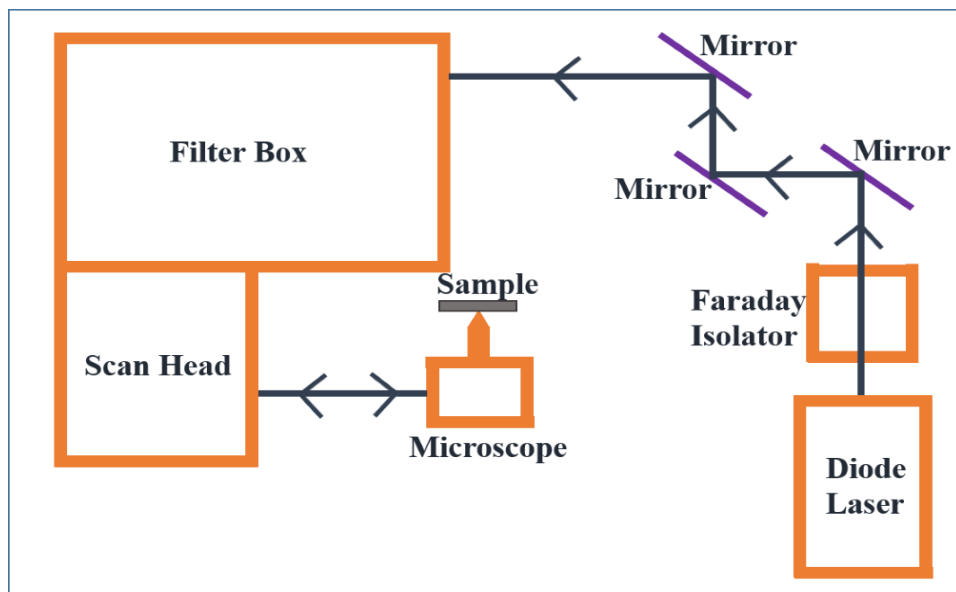 Mirror
Filter Box
Mirror
Mirror
Sample
Faraday
Isolator
Scan Head
Microscope
Diode
Laser